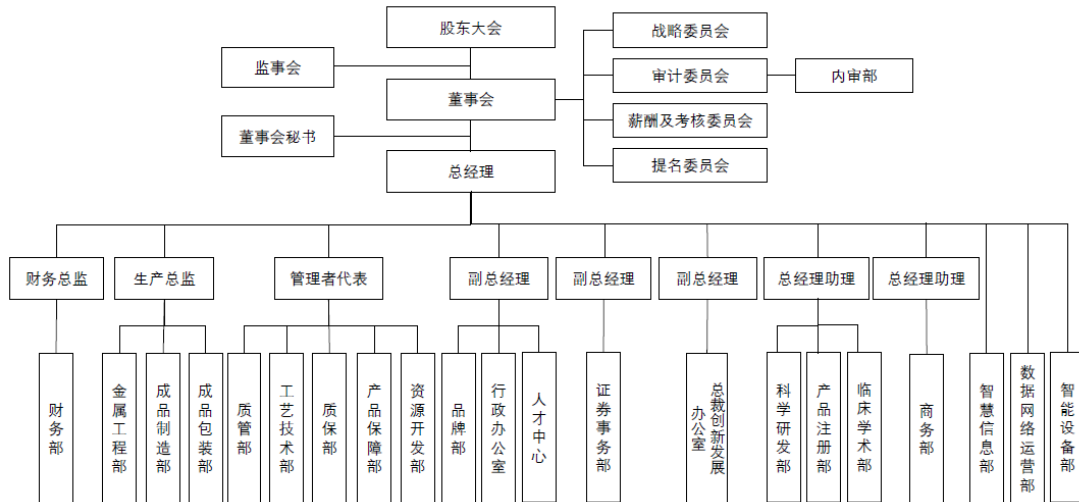 股东大会
战略委员会
监事会
审计委员会
内审部
董事会
薪酬及考核委员会
董事会秘书
总经理
提名委员会
财务总监
生产总监
管理者代表
副总经理
副总经理
副总经理
总经理助理
总经理助理
财务部
金属工程部
成品制造部
成品包装部
质管部
工艺技术部
质保部
产品保障部
资源开发部
品牌部
行政办公室
人才中心
证券事务部
总裁创新发展
办公室
科学研发部
产品注册部
临床学术部
商务部
智慧信息部
数据网络运营部
智能设备部